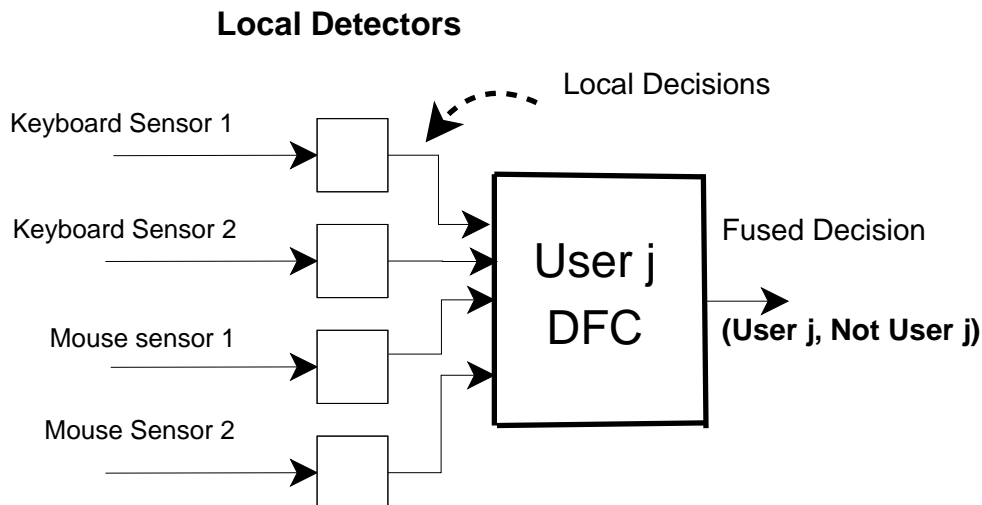 Local Detectors
Local Decisions
Keyboard Sensor 1
Keyboard Sensor 2
Mouse sensor 1
Mouse Sensor 2
User j
DFC
Fused Decision
(User j, Not User j)